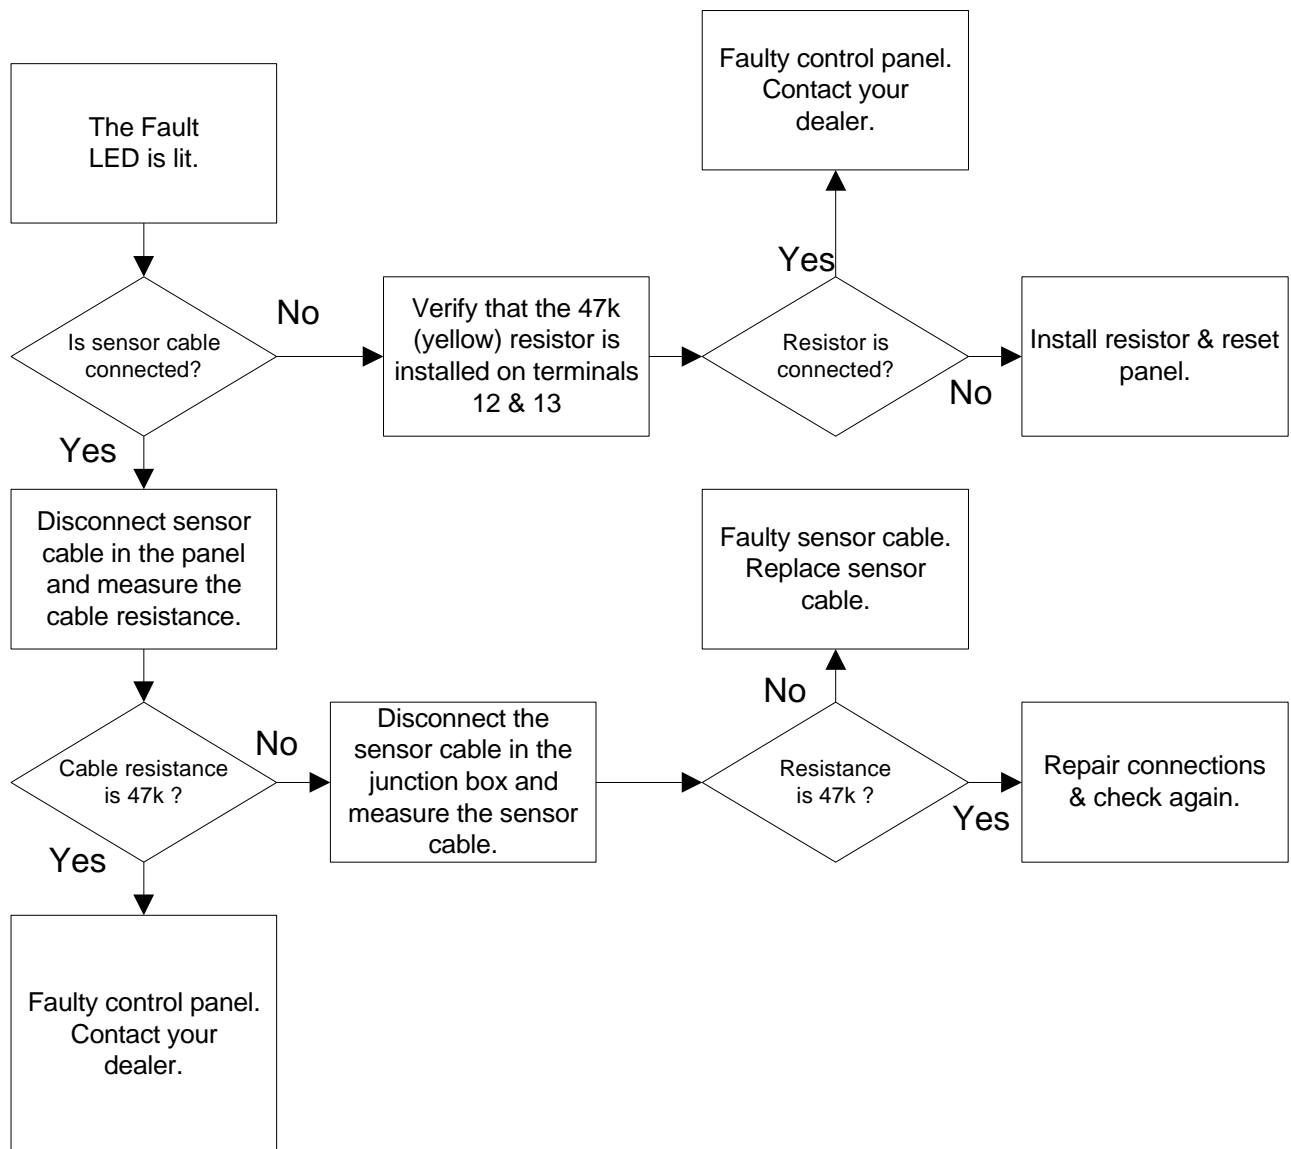 The Fault
LED is lit.
Faulty control panel.
Contact your
dealer.
Is sensor cable
connected?
No
Verify that the 47k
(yellow) resistor is
installed on terminals
12 & 13
Yes
Resistor is
connected?
No
Install resistor & reset
panel.
Yes
Disconnect sensor
cable in the panel
and measure the
cable resistance.
Faulty sensor cable.
Replace sensor
cable.
Cable resistance
is 47k ?
No
Disconnect the
sensor cable in the
junction box and
measure the sensor
cable.
No
Resistance
is 47k ?
Yes
Repair connections
& check again.
Yes
Faulty control panel.
Contact your
dealer.